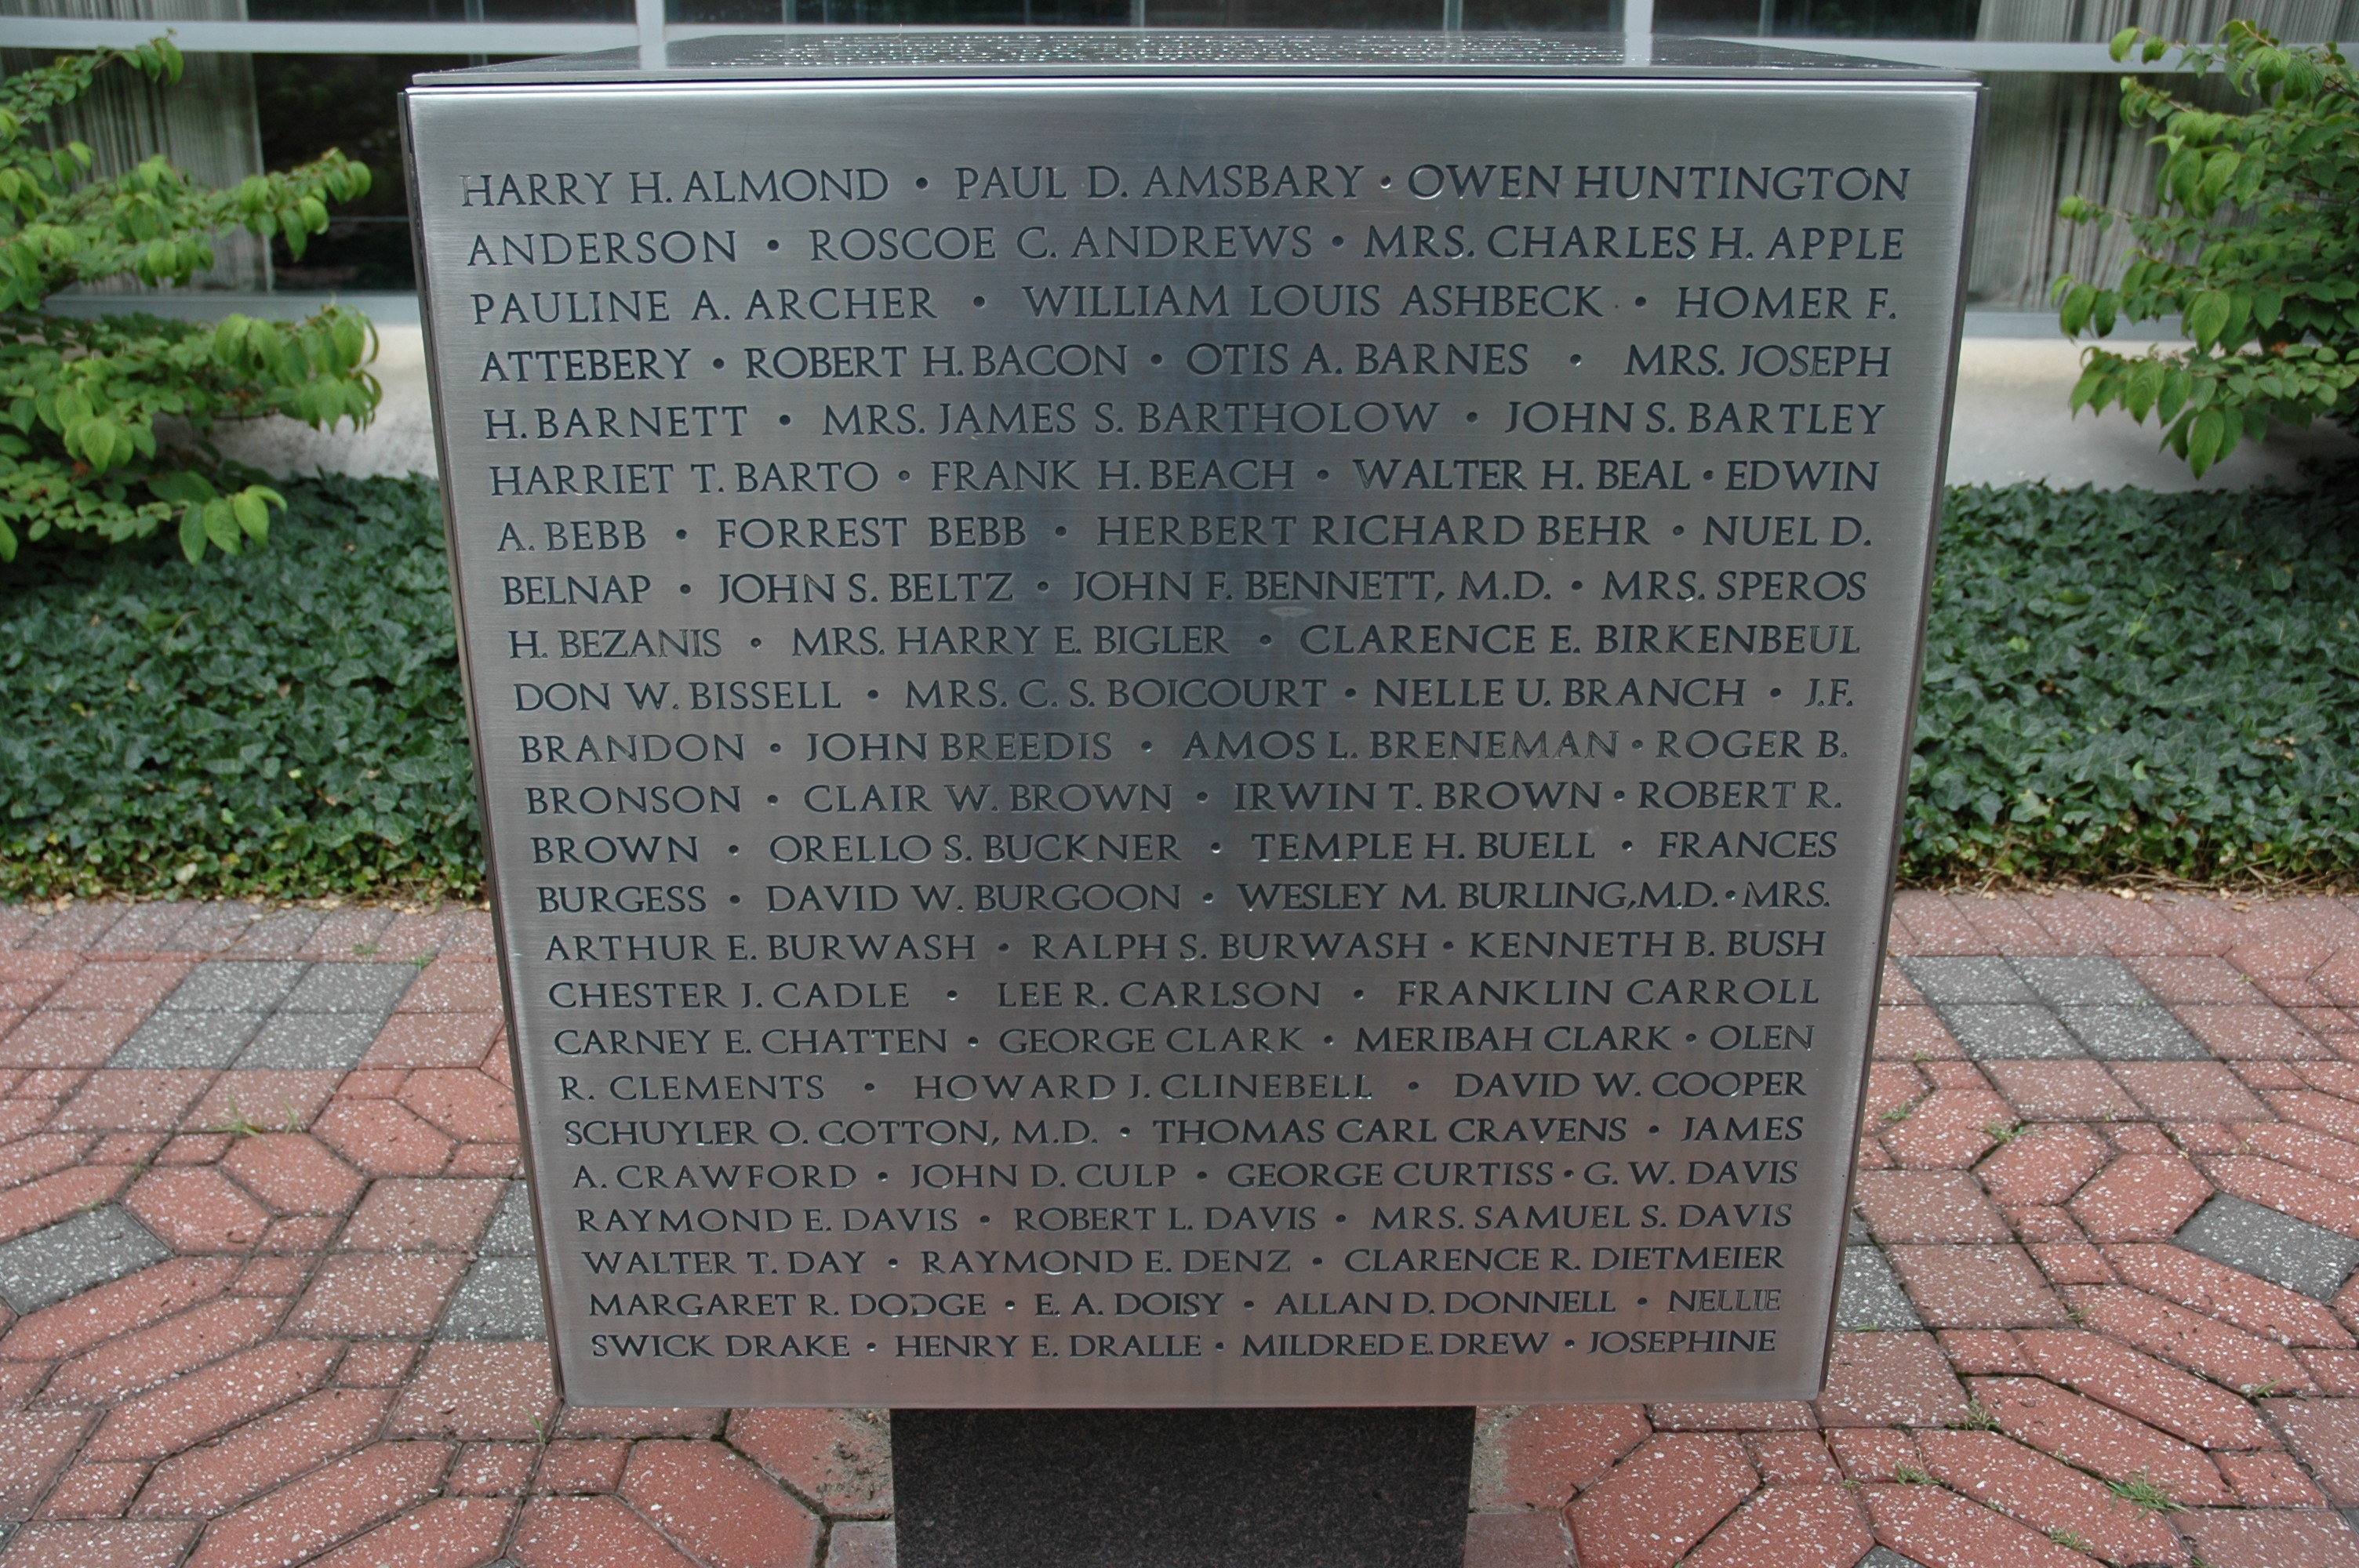 HARRY H. ALMOND • PAUL D. AMSBARY • OWEN HUNTINGTON
ANDERSON • ROSCOE C. ANDREWS • MRS. CHARLES H. APPLE
PAULINE A. ARCHER • WILLIAM LOUIS ASHBECK • HOMER F.
ATTEBERY • ROBERT H. BACON • OTIS A. BARNES • MRS. JOSEPH
H. BARNETT • MRS. JAMES S. BARTHOLOW • JOHN S. BARTLEY
HARRIET T. BARTO • FRANK H. BEACH • WALTER H. BEAL • EDWIN
A. BEBB • FORREST BEBB • HERBERT RICHARD BEHR • NUEL D.
BELNAP • JOHN S. BELTZ • JOHN F. BENNETT, M.D. • MRS. SPEROS
H. BEZANIS • MRS. HARRY E. BIGLER • CLARENCE E. BIRKENBEUL
DON W. BISSELL • MRS. C. S. BOICOURT • NELLE U. BRANCH • J.F.
BRANDON • JOHN BREEDIS • AMOS L. BRENEMAN • ROGER B.
BRONSON • CLAIR W. BROWN • IRWIN T. BROWN • ROBERT R.
BROWN • ORELLO S. BUCKNER • TEMPLE H. BUELL • FRANCES
BURGESS • DAVID W. BURGOON • WESLEY M. BURLING, M.D. • MRS.
ARTHUR E. BURWASH • RALPH S. BURWASH • KENNETH B. BUSH
CHESTER J. CADLE • LEE R. CARLSON • FRANKLIN CARROLL
CARNEY E. CHATTEN • GEORGE CLARK • MERIBAH CLARK • OLEN
R. CLEMENTS • HOWARD J. CLINEBELL • DAVID W. COOPER
SCHUYLER O. COTTON, M.D. • THOMAS CARL CRAVENS • JAMES
A. CRAWFORD • JOHN D. CULP • GEORGE CURTISS • G. W. DAVIS
RAYMOND E. DAVIS • ROBERT L. DAVIS • MRS. SAMUEL S. DAVIS
WALTER T. DAY • RAYMOND E. DENZ • CLARENCE R. DIETMEIER
MARGARET R. DODGE • E. A. DOISY • ALLAN D. DONNELL • NELLIE
SWICK DRAKE • HENRY E. DRALLE • MILDRED E. DREW • JOSEPHINE